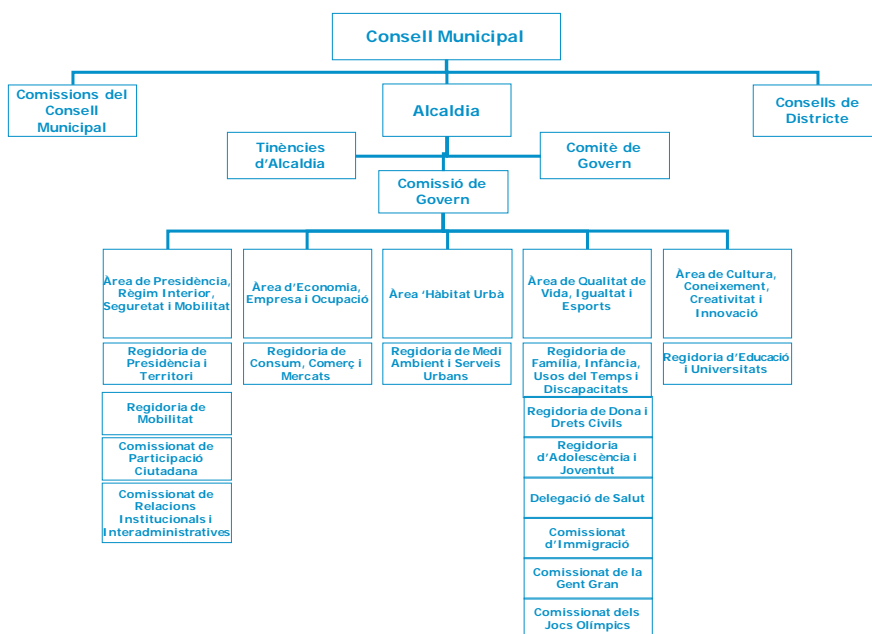 Consell Municipal
Comissions del
Consell
Municipal
Alcaldia
Consells de
Districte
Tinències
d'Alcaldia
Comitè de
Govern
Comissió de
Govern
Àrea de Presidència,
Règim Interior,
Seguretat i Mobilitat
Àrea d'Economia,
Empresa i Ocupació
Àrea 'Hàbitat Urbà
Àrea de Qualitat de
Vida, Igualtat i
Esports
Àrea de Cultura,
Coneixement,
Creativitat i
Innovació
Regidoria de
Presidència i
Territori
Regidoria de
Consum, Comerç i
Mercats
Regidoria de Medi
Ambient i Serveis
Urbans
Regidoria de
Família, Infància,
Usos del Temps i
Discapacitats
Regidoria d'Educació
i Universitats
Regidoria de
Mobilitat
Regidoria de Dona i
Drets Civils
Comissionat de
Participació
Ciutadana
Regidoria
d'Adolescència i
Joventut
Comissionat de
Relacions
Institucionals i
Interadministratives
Delegació de Salut
Comissionat
d'Immigració
Comissionat de la
Gent Gran
Comissionat dels
Jocs Olímpics